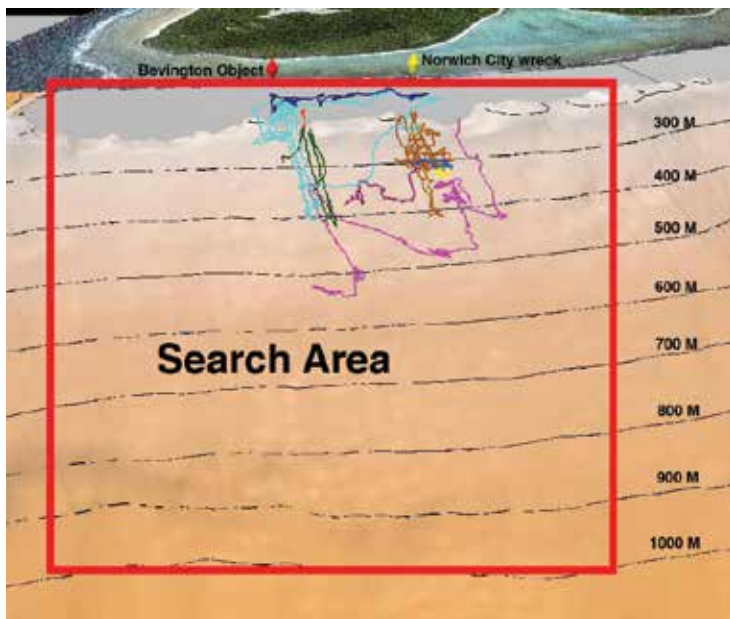 Bevington Object
Norwich City wreck
300 M
400 M
500 M
600 M
Search Area
700 M
800 M
900 M
1000 M